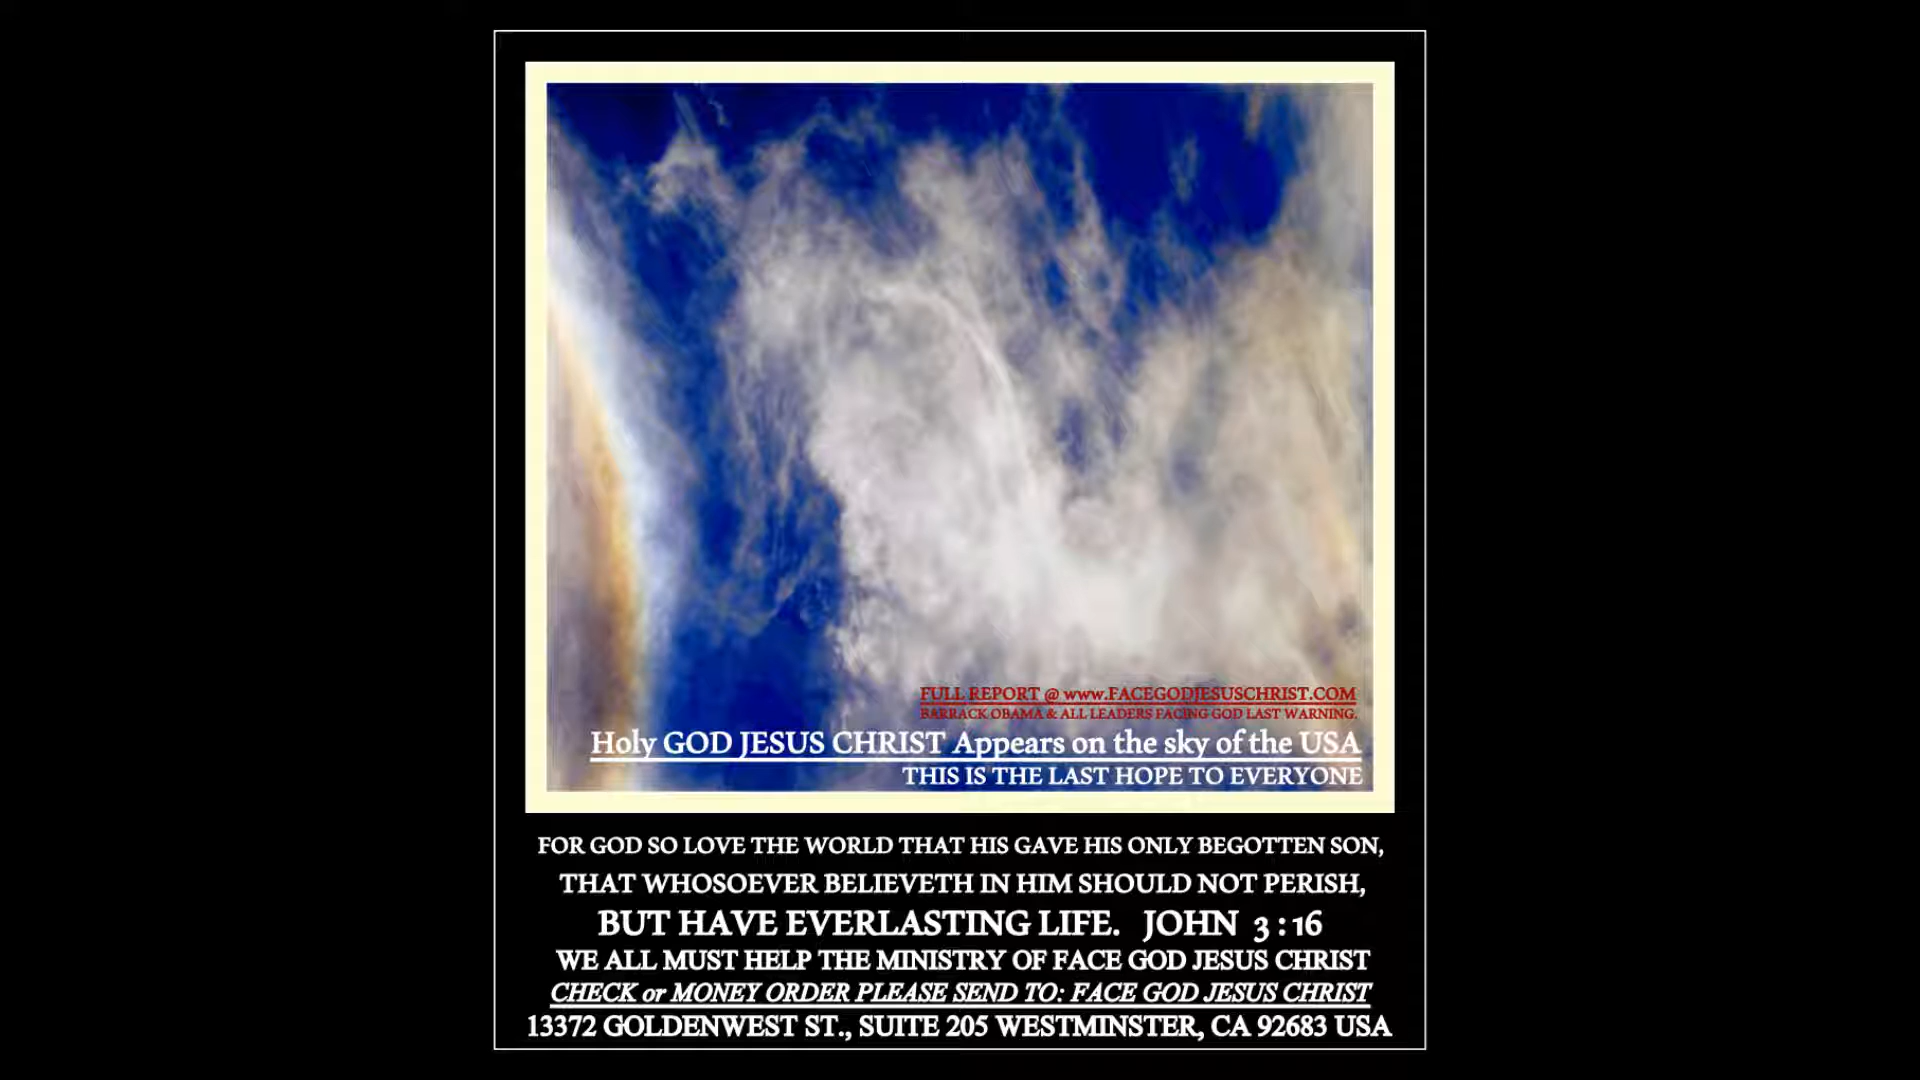 FULL REPORT @ www.FACEGODJESUSCHRIST.COM
BARRACK OBAMA & ALL LEADERS FACING GOD LAST WARNING.
Holy GOD JESUS CHRIST Appears on the sky of the USA
THIS IS THE LAST HOPE TO EVERYONE
FOR GOD SO LOVE THE WORLD THAT HIS GAVE HIS ONLY BEGOTTEN SON,
THAT WHOSOEVER BELIEVETH IN HIM SHOULD NOT PERISH,
BUT HAVE EVERLASTING LIFE. JOHN 3 : 16
WE ALL MUST HELP THE MINISTRY OF FACE GOD JESUS CHRIST
CHECK or MONEY ORDER PLEASE SEND TO: FACE GOD JESUS CHRIST
13372 GOLDENWEST ST., SUITE 205 WESTMINSTER, CA 92683 USA